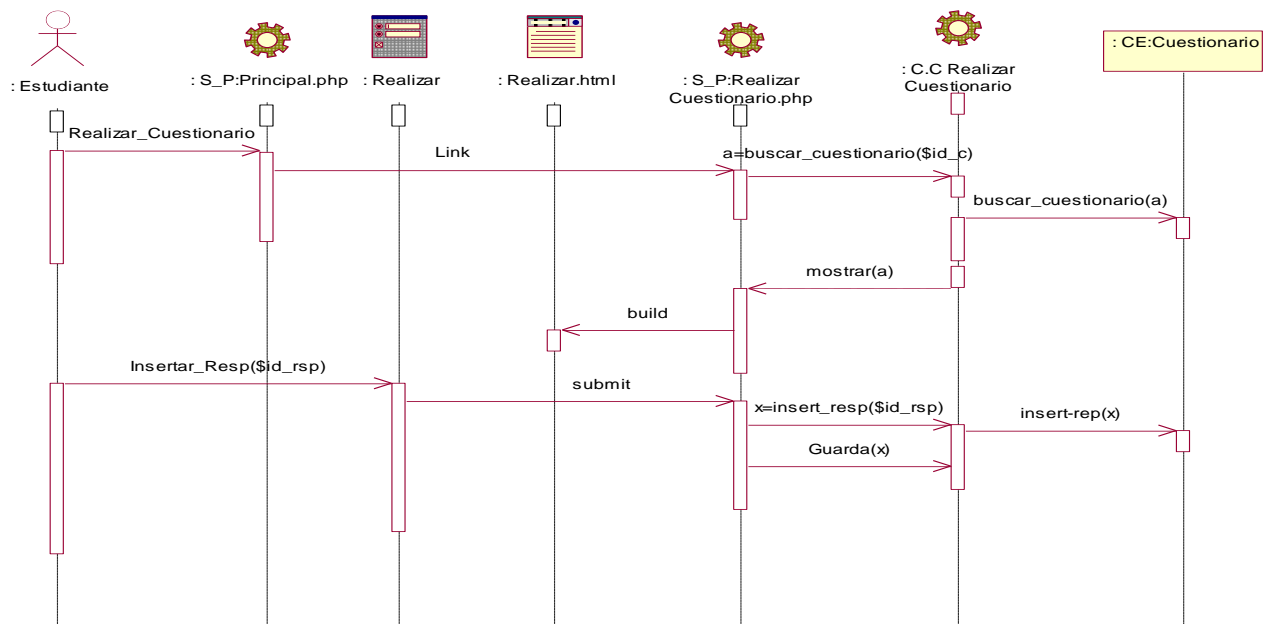 : Estudiante
: S_P:Principal.php
: Realizar
: Realizar.html
: S_P:Realizar
Cuestionario.php
: C.C Realizar
Cuestionario
: CE:Cuestionario
Realizar_Cuestionario
Link
a=buscar_cuestionario($id_c)
buscar_cuestionario(a)
mostrar(a)
build
Insertar_Resp($id_rsp)
submit
x=insert_resp($id_rsp)
insert-rep(x)
Guarda(x)